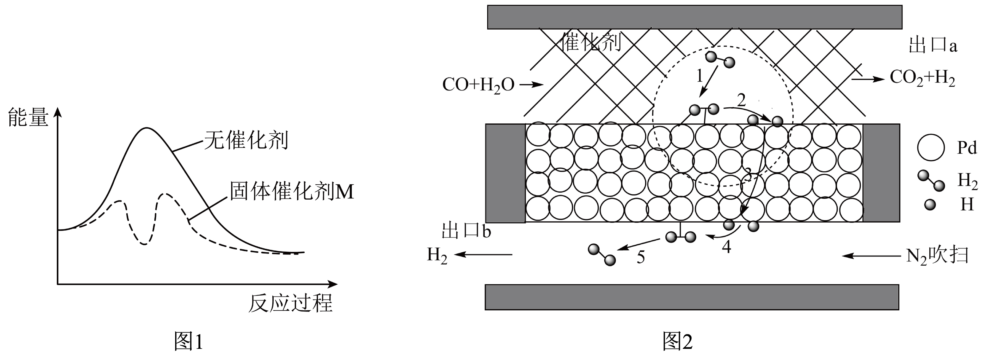 能量
无催化剂
固体催化剂M
反应过程
图1
催化剂
出口a
CO+H₂O
CO₂+H₂
1
2
3
4
5
出口b
H₂
N₂吹扫
Pd
H₂
H
图2